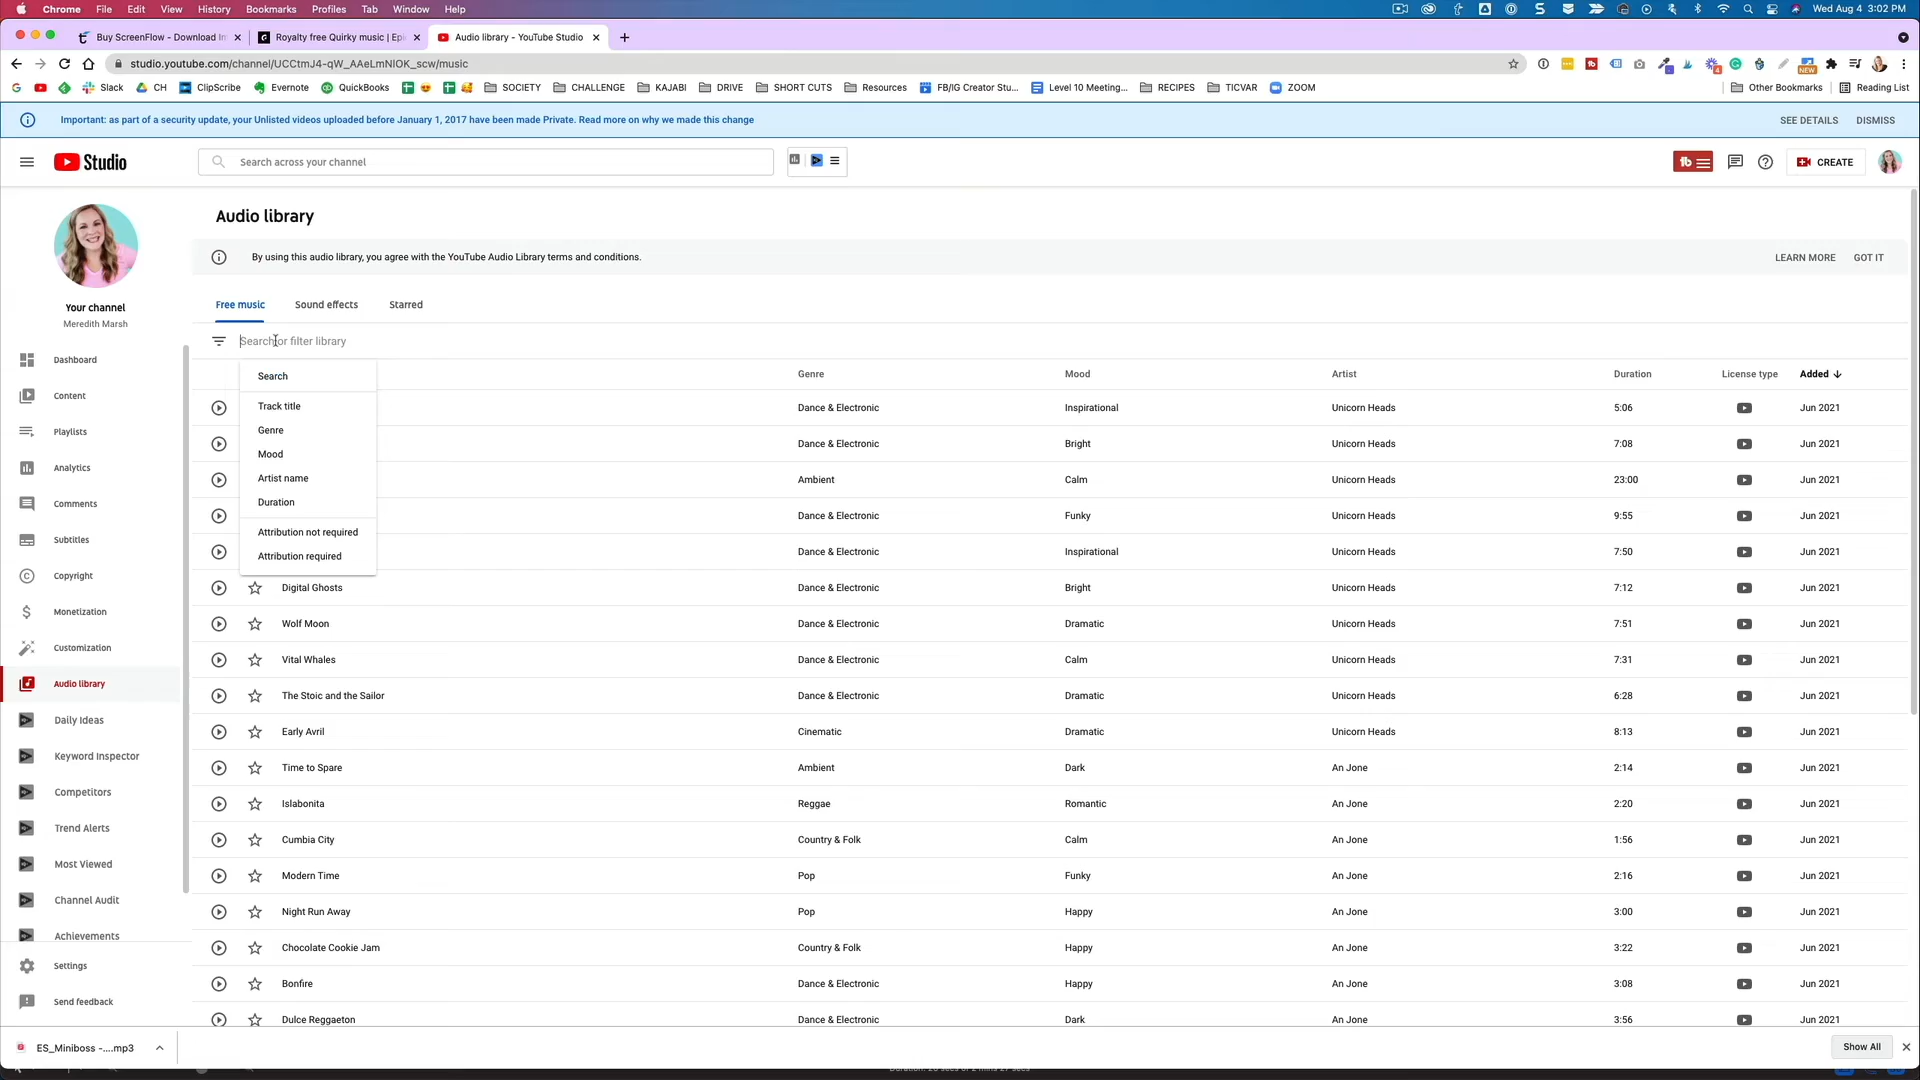 Chrome File Edit View History Bookmarks Profiles Tab Window Help Wed Aug 4 3:02 PM
Buy ScreenFlow - Download In Royalty free Quirky music | Epi Audio library - YouTube Studio
studio.youtube.com/channel/UCCtmJ4-qW_AAeLmNlOK_scw/music
Slack CH ClipScribe Evernote QuickBooks SOCIETY CHALLENGE KAJABI DRIVE SHORT CUTS Resources FB/IG Creator Stu... Level 10 Meeting... RECIPES TICVAR ZOOM Other Bookmarks Reading List
Important: as part of a security update, your Unlisted videos uploaded before January 1, 2017 have been made Private. Read more on why we made this change SEE DETAILS DISMISS
Studio Search across your channel CREATE
Audio library
By using this audio library, you agree with the YouTube Audio Library terms and conditions. LEARN MORE GOT IT
Your channel
Meredith Marsh
Free music Sound effects Starred
Search or filter library
Dashboard
Content
Playlists
Analytics
Comments
Subtitles
Copyright
Monetization
Customization
Audio library
Daily Ideas
Keyword Inspector
Competitors
Trend Alerts
Most Viewed
Channel Audit
Achievements
Settings
Send feedback
Search
Track title
Genre
Mood
Artist name
Duration
Attribution not required
Attribution required
Genre Mood Artist Duration License type Added
Dance & Electronic Inspirational Unicorn Heads 5:06 Jun 2021
Dance & Electronic Bright Unicorn Heads 7:08 Jun 2021
Ambient Calm Unicorn Heads 23:00 Jun 2021
Dance & Electronic Funky Unicorn Heads 9:55 Jun 2021
Dance & Electronic Inspirational Unicorn Heads 7:50 Jun 2021
Digital Ghosts Dance & Electronic Bright Unicorn Heads 7:12 Jun 2021
Wolf Moon Dance & Electronic Dramatic Unicorn Heads 7:51 Jun 2021
Vital Whales Dance & Electronic Calm Unicorn Heads 7:31 Jun 2021
The Stoic and the Sailor Dance & Electronic Dramatic Unicorn Heads 6:28 Jun 2021
Early Avril Cinematic Dramatic Unicorn Heads 8:13 Jun 2021
Time to Spare Ambient Dark An Jone 2:14 Jun 2021
Islabonita Reggae Romantic An Jone 2:20 Jun 2021
Cumbia City Country & Folk Calm An Jone 1:56 Jun 2021
Modern Time Pop Funky An Jone 2:16 Jun 2021
Night Run Away Pop Happy An Jone 3:00 Jun 2021
Chocolate Cookie Jam Country & Folk Happy An Jone 3:22 Jun 2021
Bonfire Dance & Electronic Happy An Jone 3:08 Jun 2021
Dulce Reggaeton Dance & Electronic Dark An Jone 3:56 Jun 2021
ES_Miniboss -....mp3 Show All